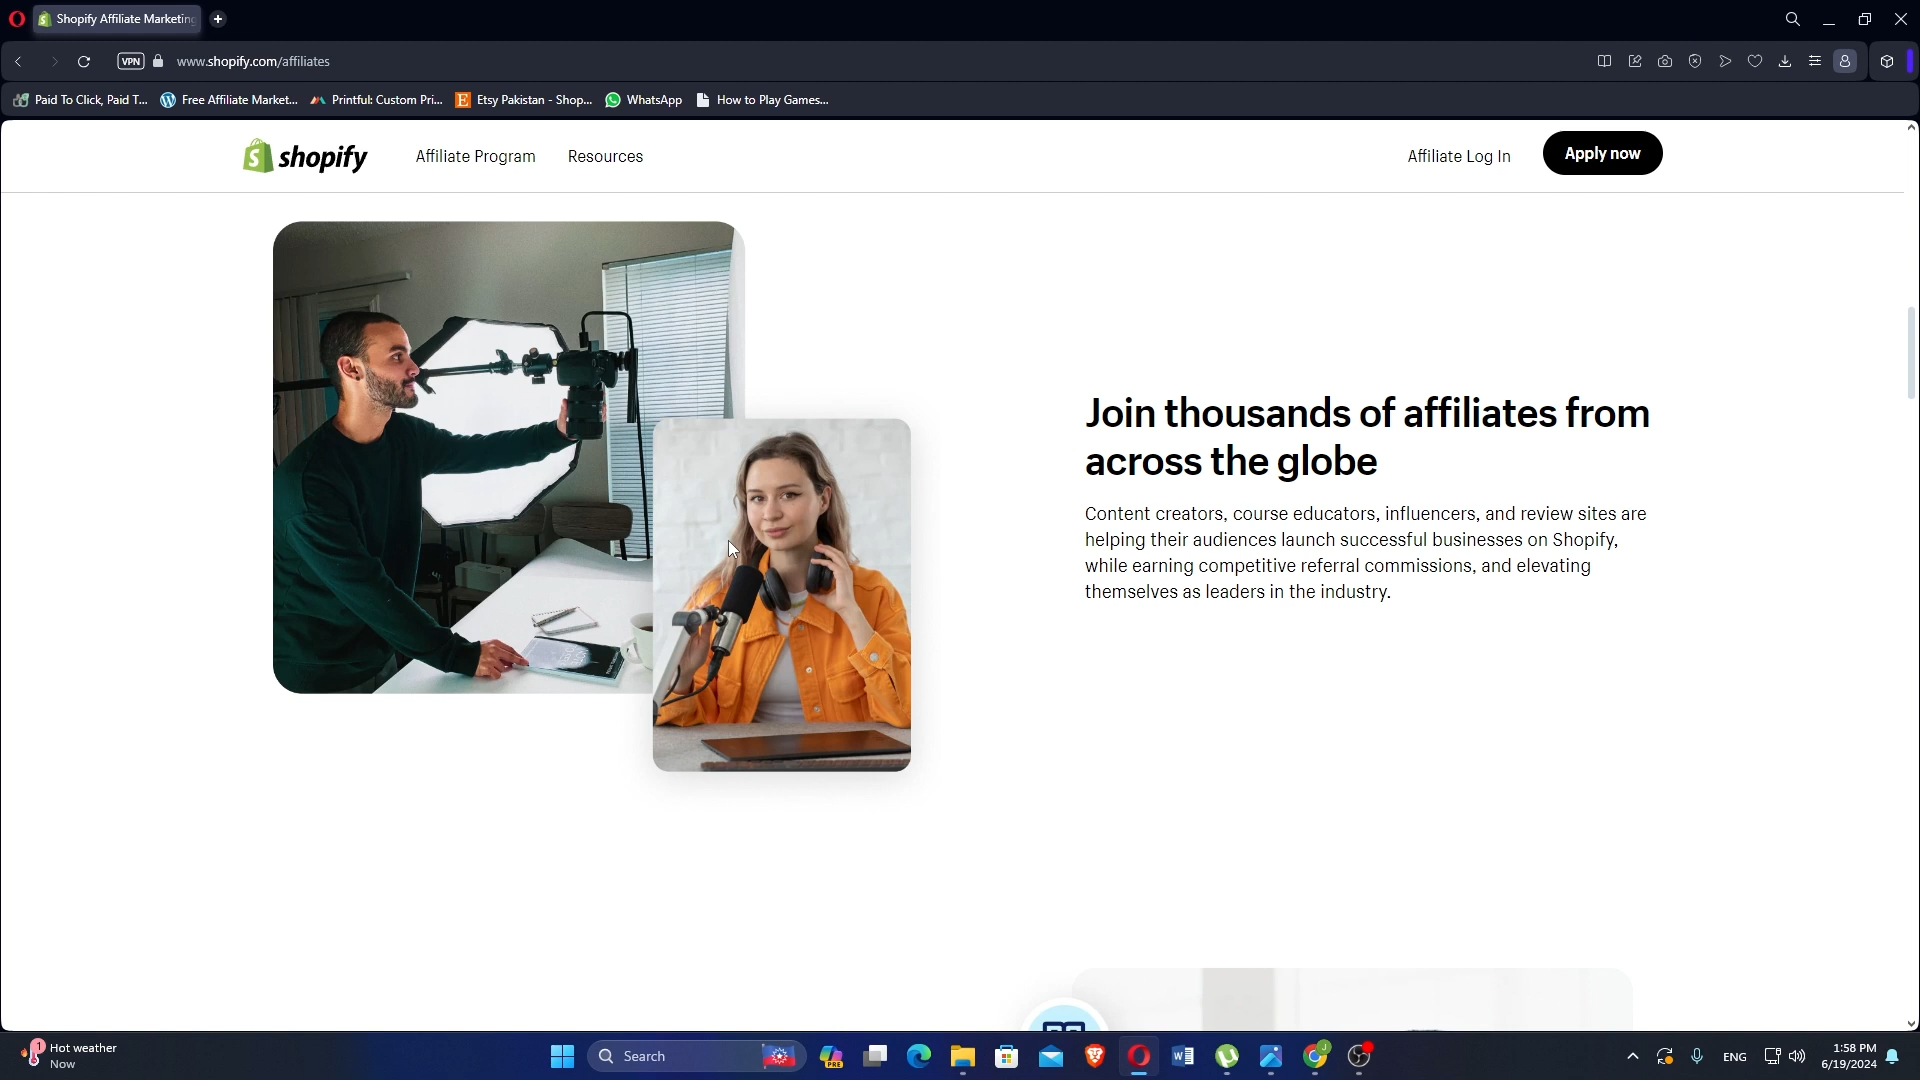 Shopify Affiliate Marketing
VPN
www.shopify.com/affiliates
Paid To Click, Paid T...
Free Affiliate Market...
Printful: Custom Pri...
Etsy Pakistan - Shop...
WhatsApp
How to Play Games...
shopify
Affiliate Program
Resources
Affiliate Log In
Apply now
Join thousands of affiliates from
across the globe
Content creators, course educators, influencers, and review sites are
helping their audiences launch successful businesses on Shopify,
while earning competitive referral commissions, and elevating
themselves as leaders in the industry.
1
Hot weather
Now
Search
PRE
J
ENG
1:58 PM
6/19/2024